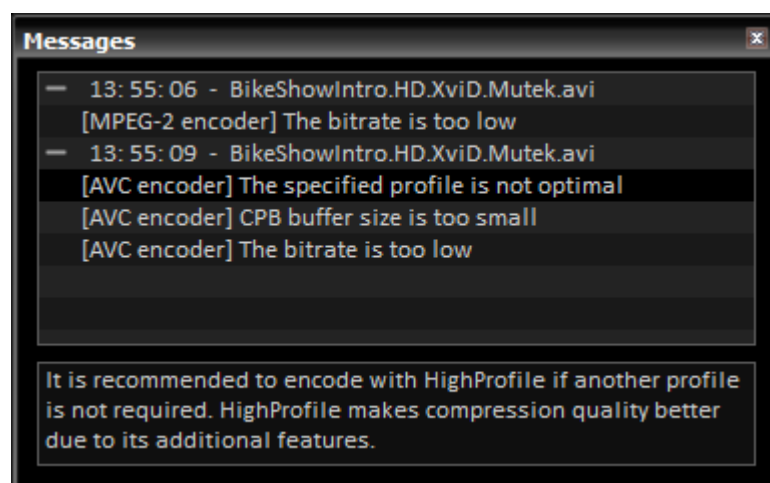 Messages
13:55:06 - BikeShowIntro.HD.XviD.Mutek.avi
[MPEG-2 encoder] The bitrate is too low
13:55:09 - BikeShowIntro.HD.XviD.Mutek.avi
[AVC encoder] The specified profile is not optimal
[AVC encoder] CPB buffer size is too small
[AVC encoder] The bitrate is too low
It is recommended to encode with HighProfile if another profile
is not required. HighProfile makes compression quality better
due to its additional features.